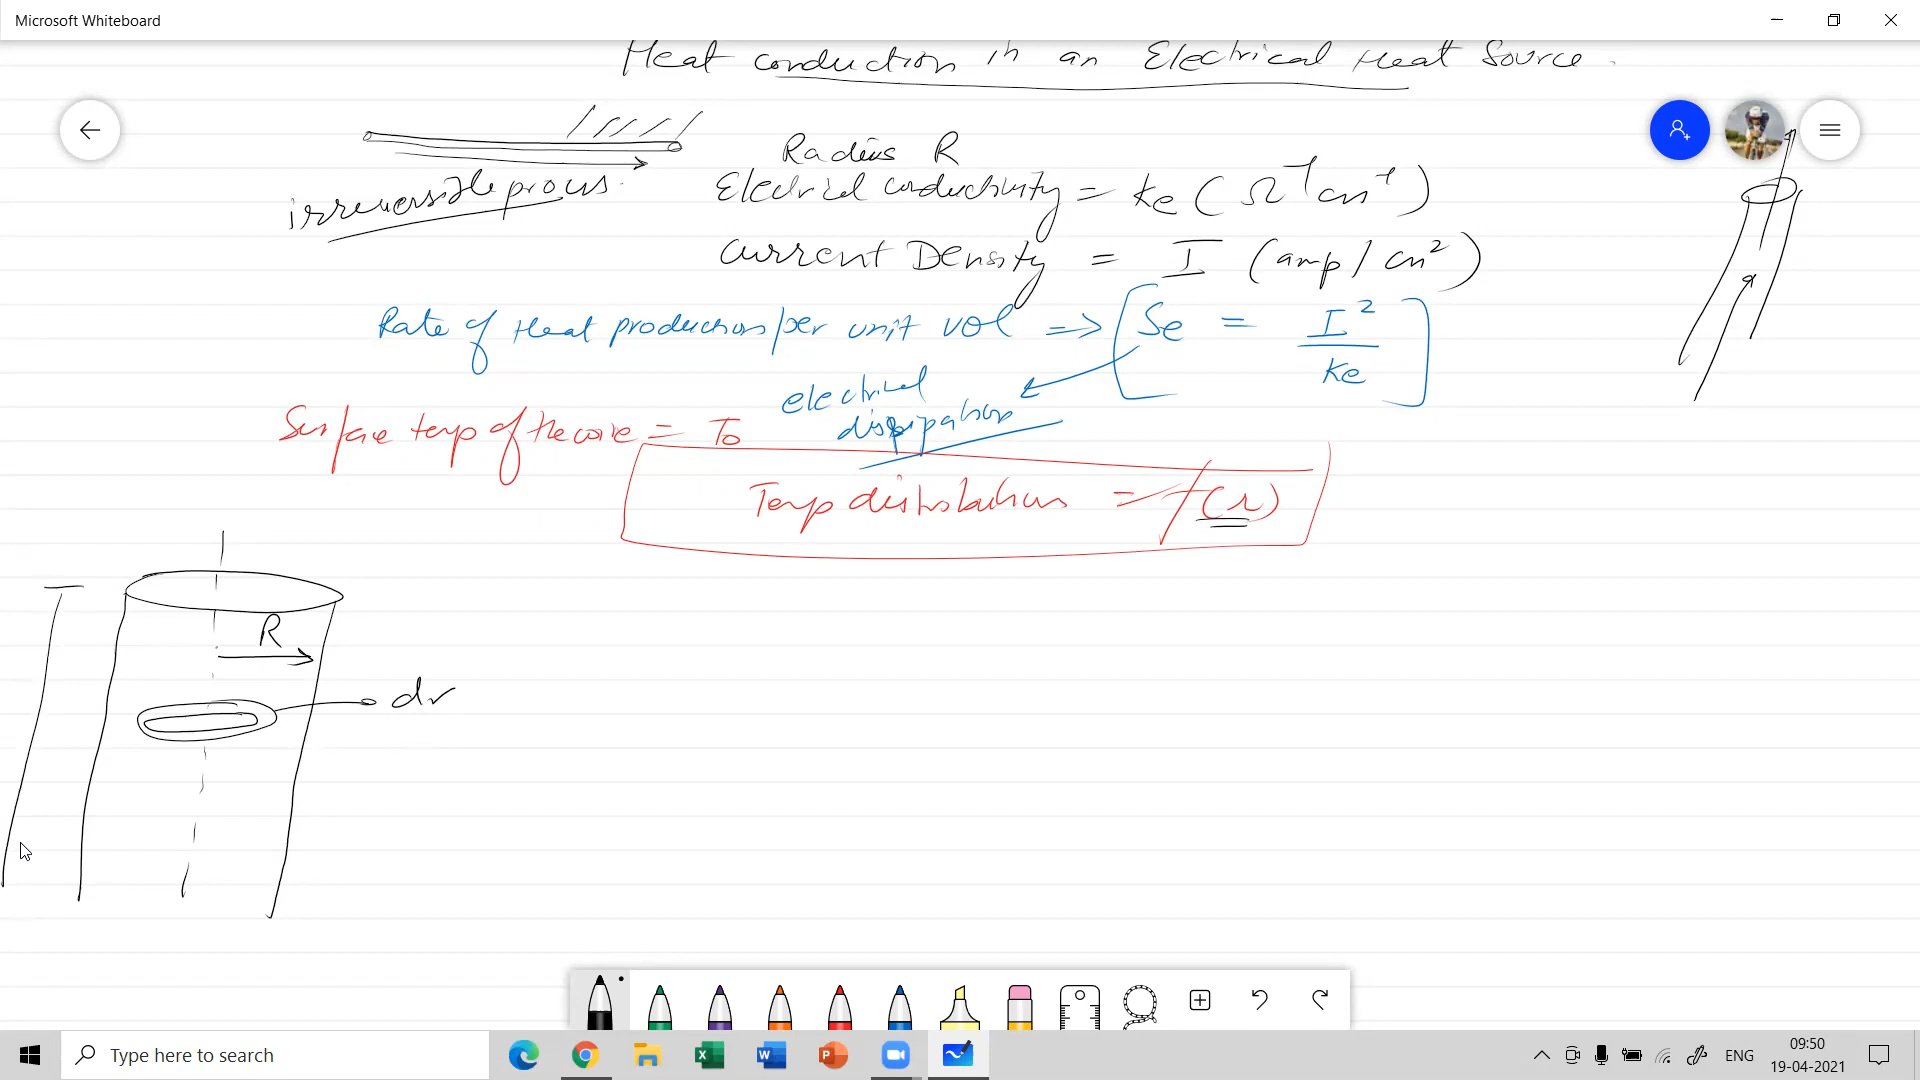 Microsoft Whiteboard
Heat conduction in an Electrical Heat Source.
Radius R
irreversible process.
Electrical conductivity = ke (Ω⁻¹cm⁻¹)
Current Density = I (amp/cm²)
Rate of Heat production/per unit vol => [Se = I²/ke]
electrical
dissipation
Surface temp of the wire = To
Temp distribution = f(r)
R
dr
Type here to search
ENG
09:50
19-04-2021